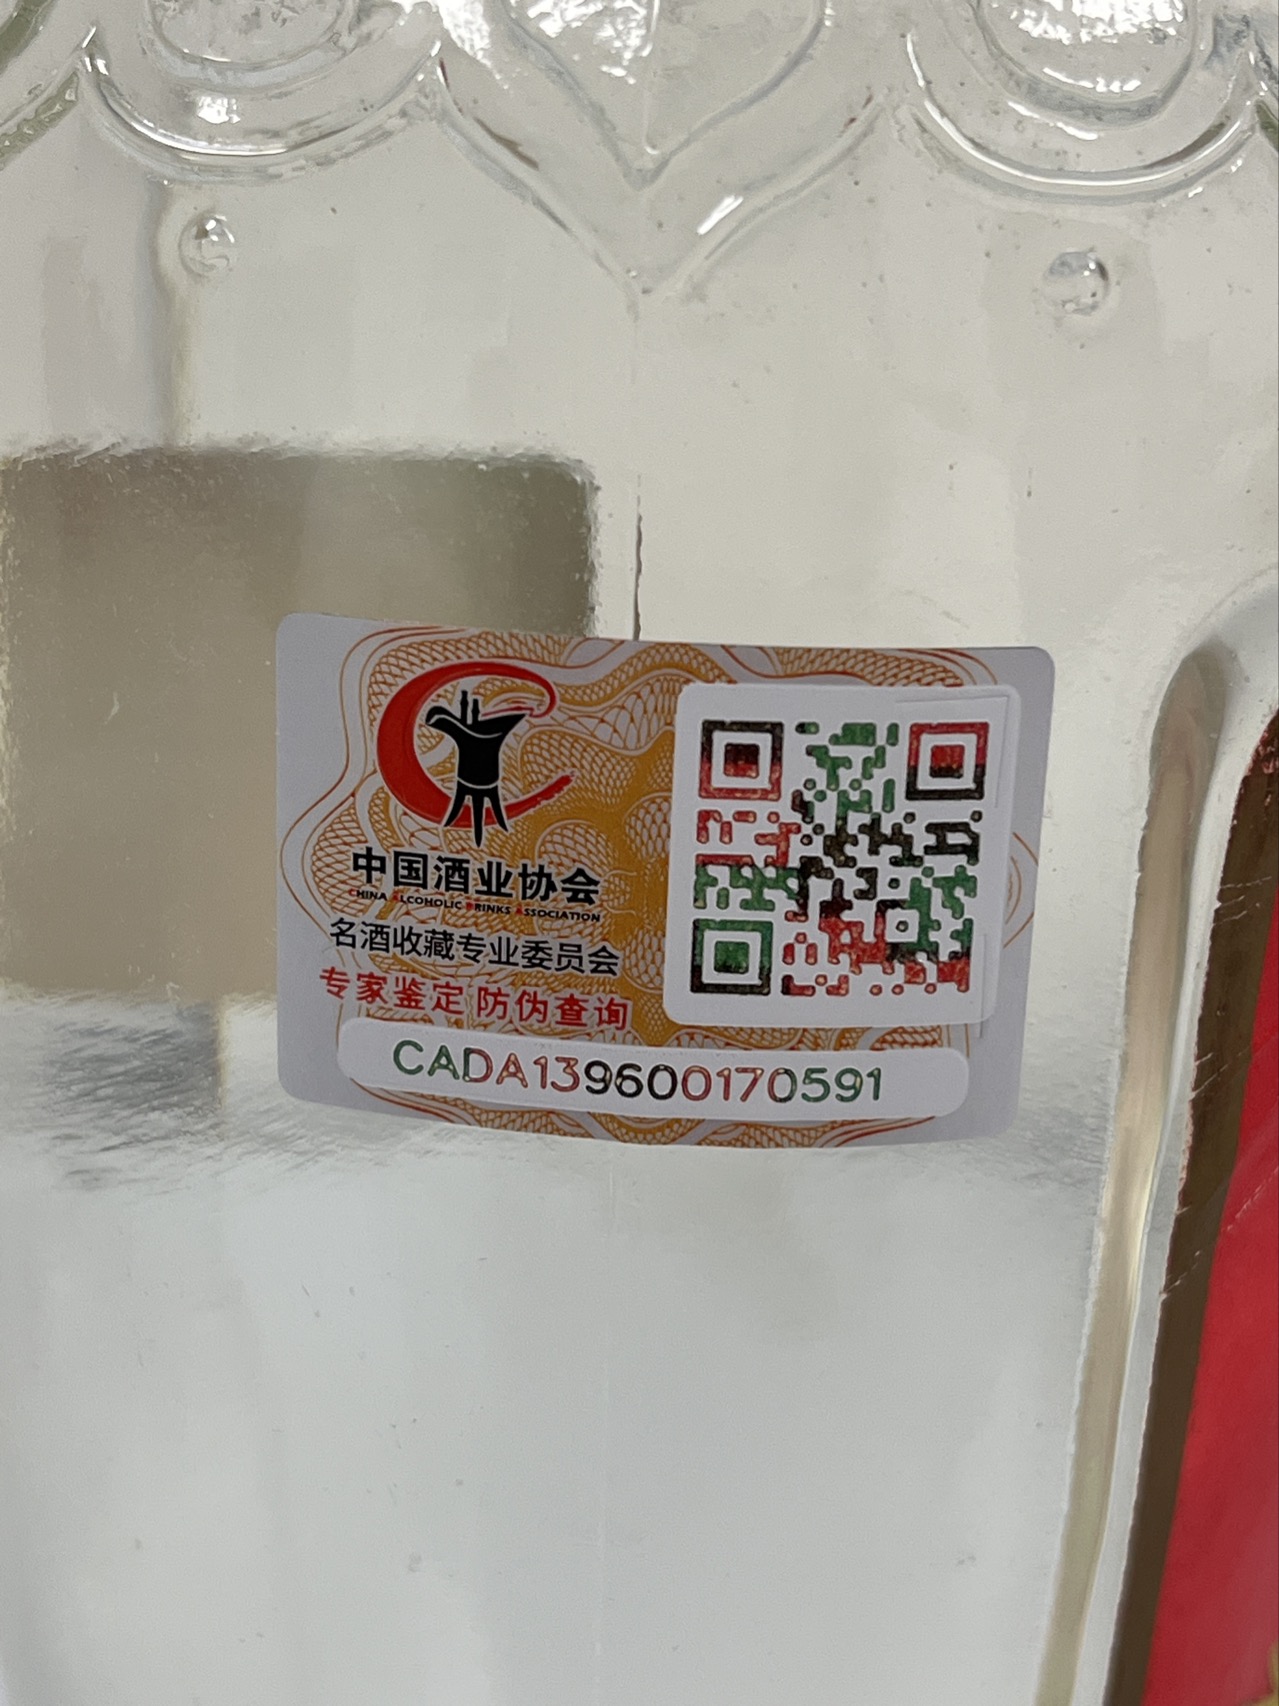 中国酒业协会
CHINA ALCOHOLIC DRINKS ASSOCIATION
名酒收藏专业委员会
专家鉴定 防伪查询
CADA139600170591